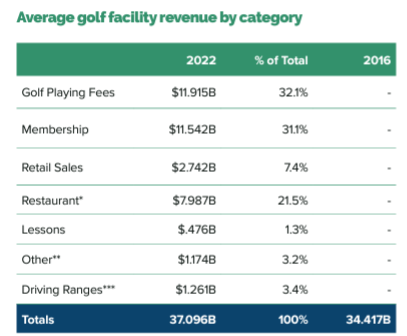 Average golf facility revenue by category
2022 % of Total 2016
Golf Playing Fees $11.915B 32.1% -
Membership $11.542B 31.1% -
Retail Sales $2.742B 7.4% -
Restaurant* $7.987B 21.5% -
Lessons $.476B 1.3% -
Other** $1.174B 3.2% -
Driving Ranges*** $1.261B 3.4% -
Totals 37.096B 100% 34.417B